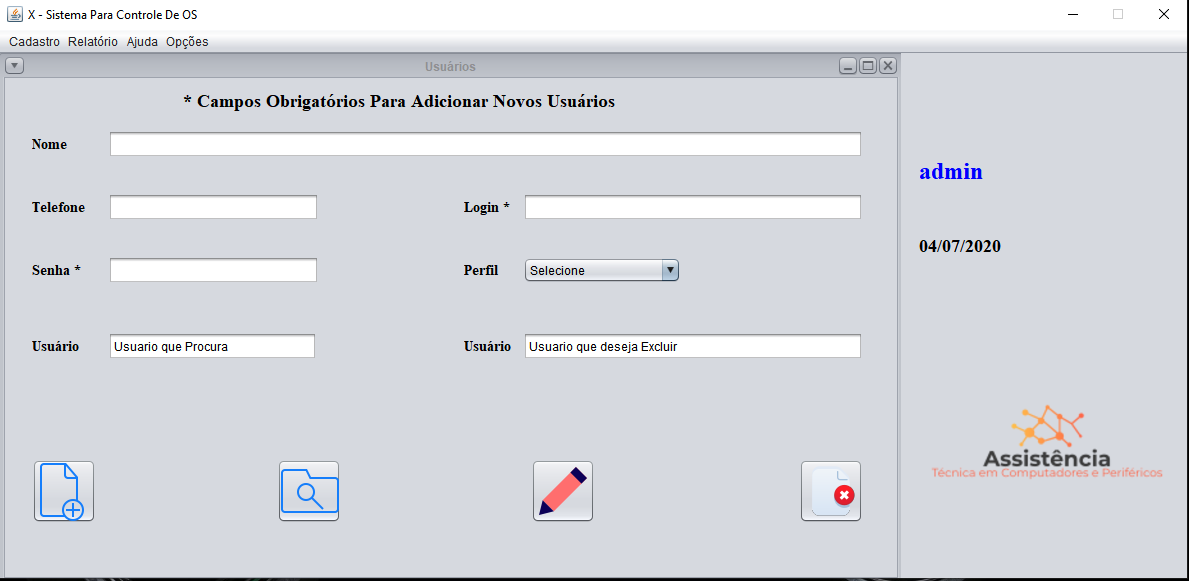 X - Sistema Para Controle De OS
Cadastro Relatório Ajuda Opções
Usuários
* Campos Obrigatórios Para Adicionar Novos Usuários
Nome
Telefone
Login *
Senha *
Perfil
Selecione
Usuário
Usuario que Procura
Usuário
Usuario que deseja Excluir
admin
04/07/2020
Assistência
Técnica em Computadores e Periféricos